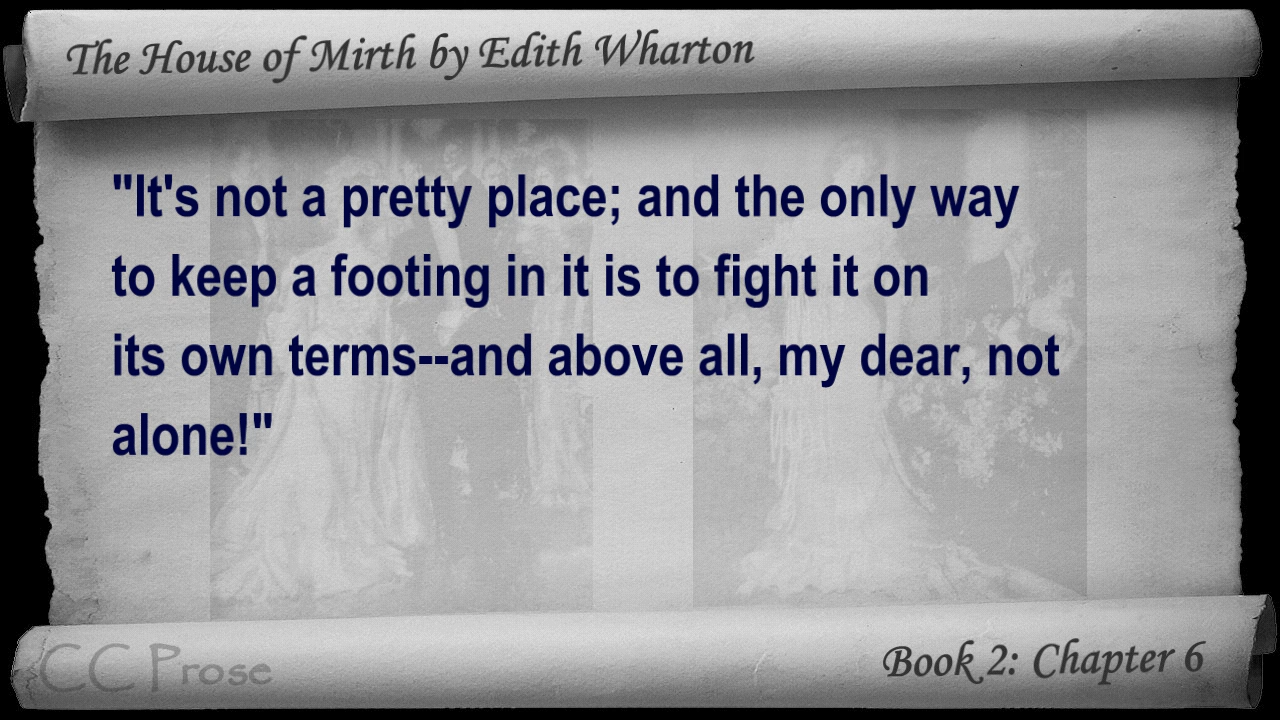 The House of Mirth by Edith Wharton
"It's not a pretty place; and the only way
to keep a footing in it is to fight it on
its own terms--and above all, my dear, not
alone!"
CC Prose
Book 2: Chapter 6